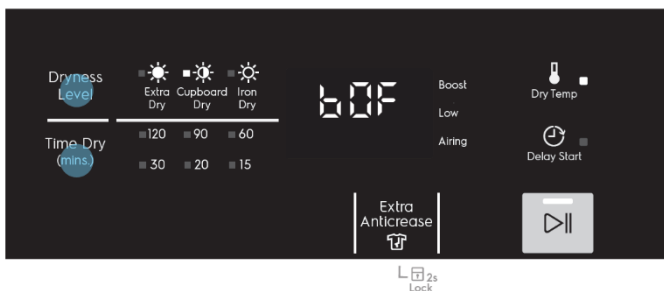 Dryness
Level
Extra
Dry
Cupboard
Dry
Iron
Dry
Time Dry
(mins.)
120 90 60
30 20 15
bOF
Boost
Low
Airing
Dry Temp
Delay Start
Extra
Anticrease
2s
Lock